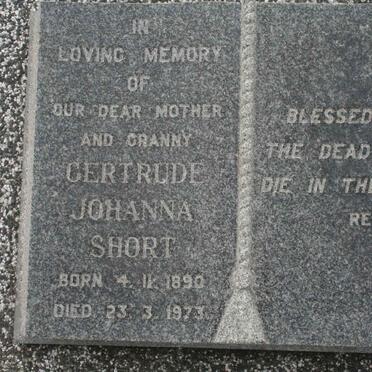 IN
LOVING MEMORY
OF
OUR DEAR MOTHER
AND GRANNY
GERTRUDE
JOHANNA
SHORT
BORN 4. 11. 1890
DIED 23. 3. 1973
BLESSED
THE DEAD
DIE IN THE
RE